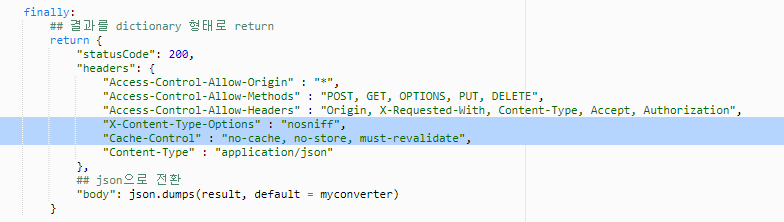 finally:
## 결과를 dictionary 형태로 return
return {
"statusCode": 200,
"headers": {
"Access-Control-Allow-Origin" : "*",
"Access-Control-Allow-Methods" : "POST, GET, OPTIONS, PUT, DELETE",
"Access-Control-Allow-Headers" : "Origin, X-Requested-With, Content-Type, Accept, Authorization",
"X-Content-Type-Options" : "nosniff",
"Cache-Control" : "no-cache, no-store, must-revalidate",
"Content-Type" : "application/json"
},
## json으로 전환
"body": json.dumps(result, default = myconverter)
}